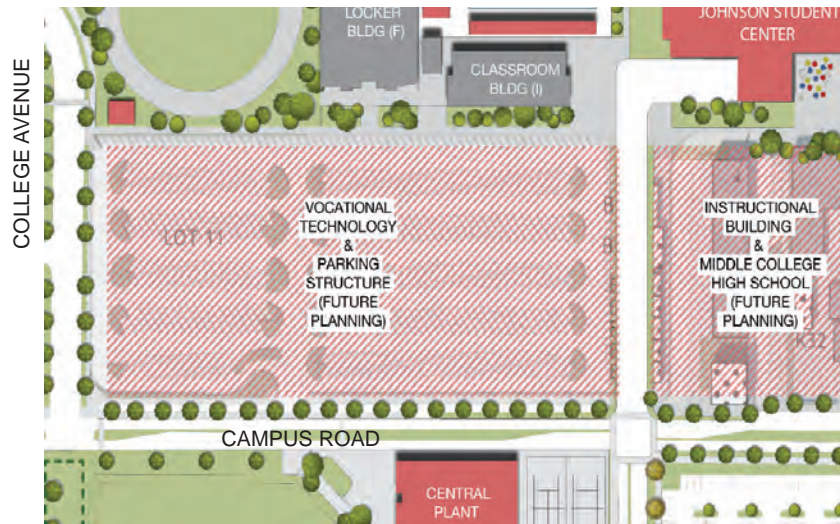 LOCKER
BLDG (F)
JOHNSON STUDENT
CENTER
CLASSROOM
BLDG (I)
COLLEGE AVENUE
LOT 11
VOCATIONAL
TECHNOLOGY
&
PARKING
STRUCTURE
(FUTURE
PLANNING)
INSTRUCTIONAL
BUILDING
&
MIDDLE COLLEGE
HIGH SCHOOL
(FUTURE
PLANNING)
K32
CAMPUS ROAD
CENTRAL
PLANT